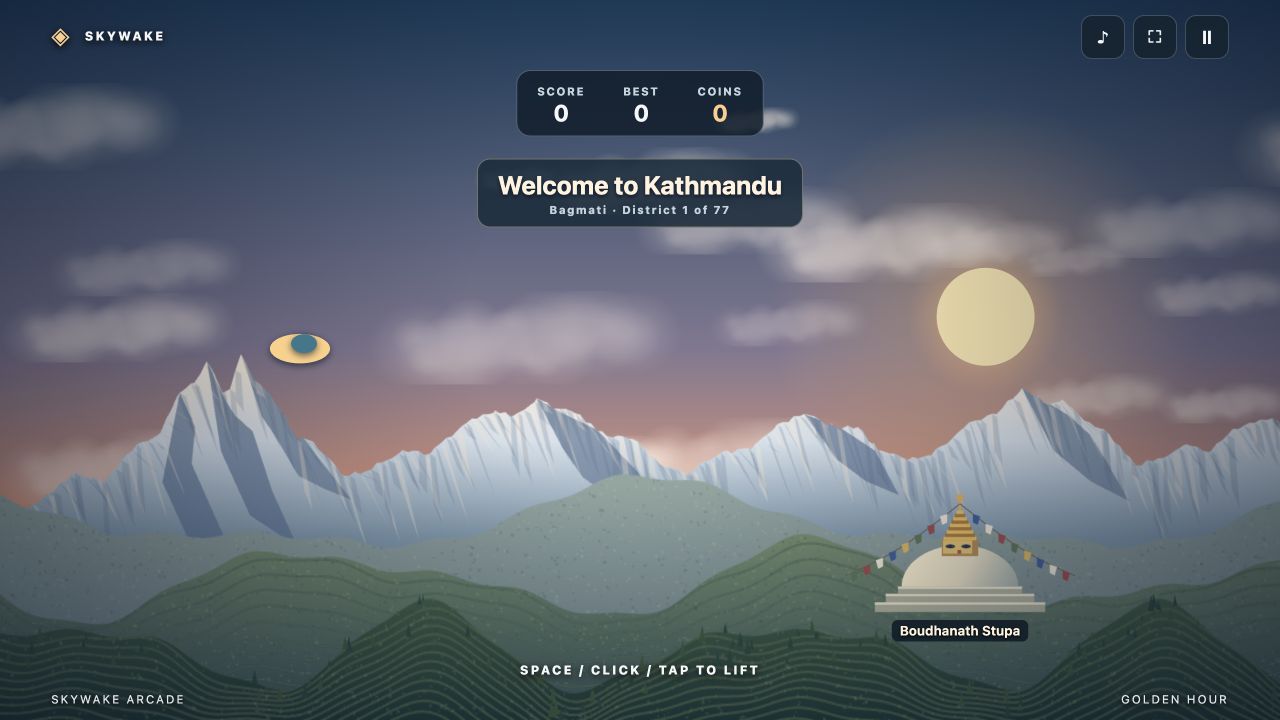 SKYWAKE
SCORE BEST COINS
0 0 0
Welcome to Kathmandu
Bagmati · District 1 of 77
Boudhanath Stupa
SPACE / CLICK / TAP TO LIFT
SKYWAKE ARCADE
GOLDEN HOUR